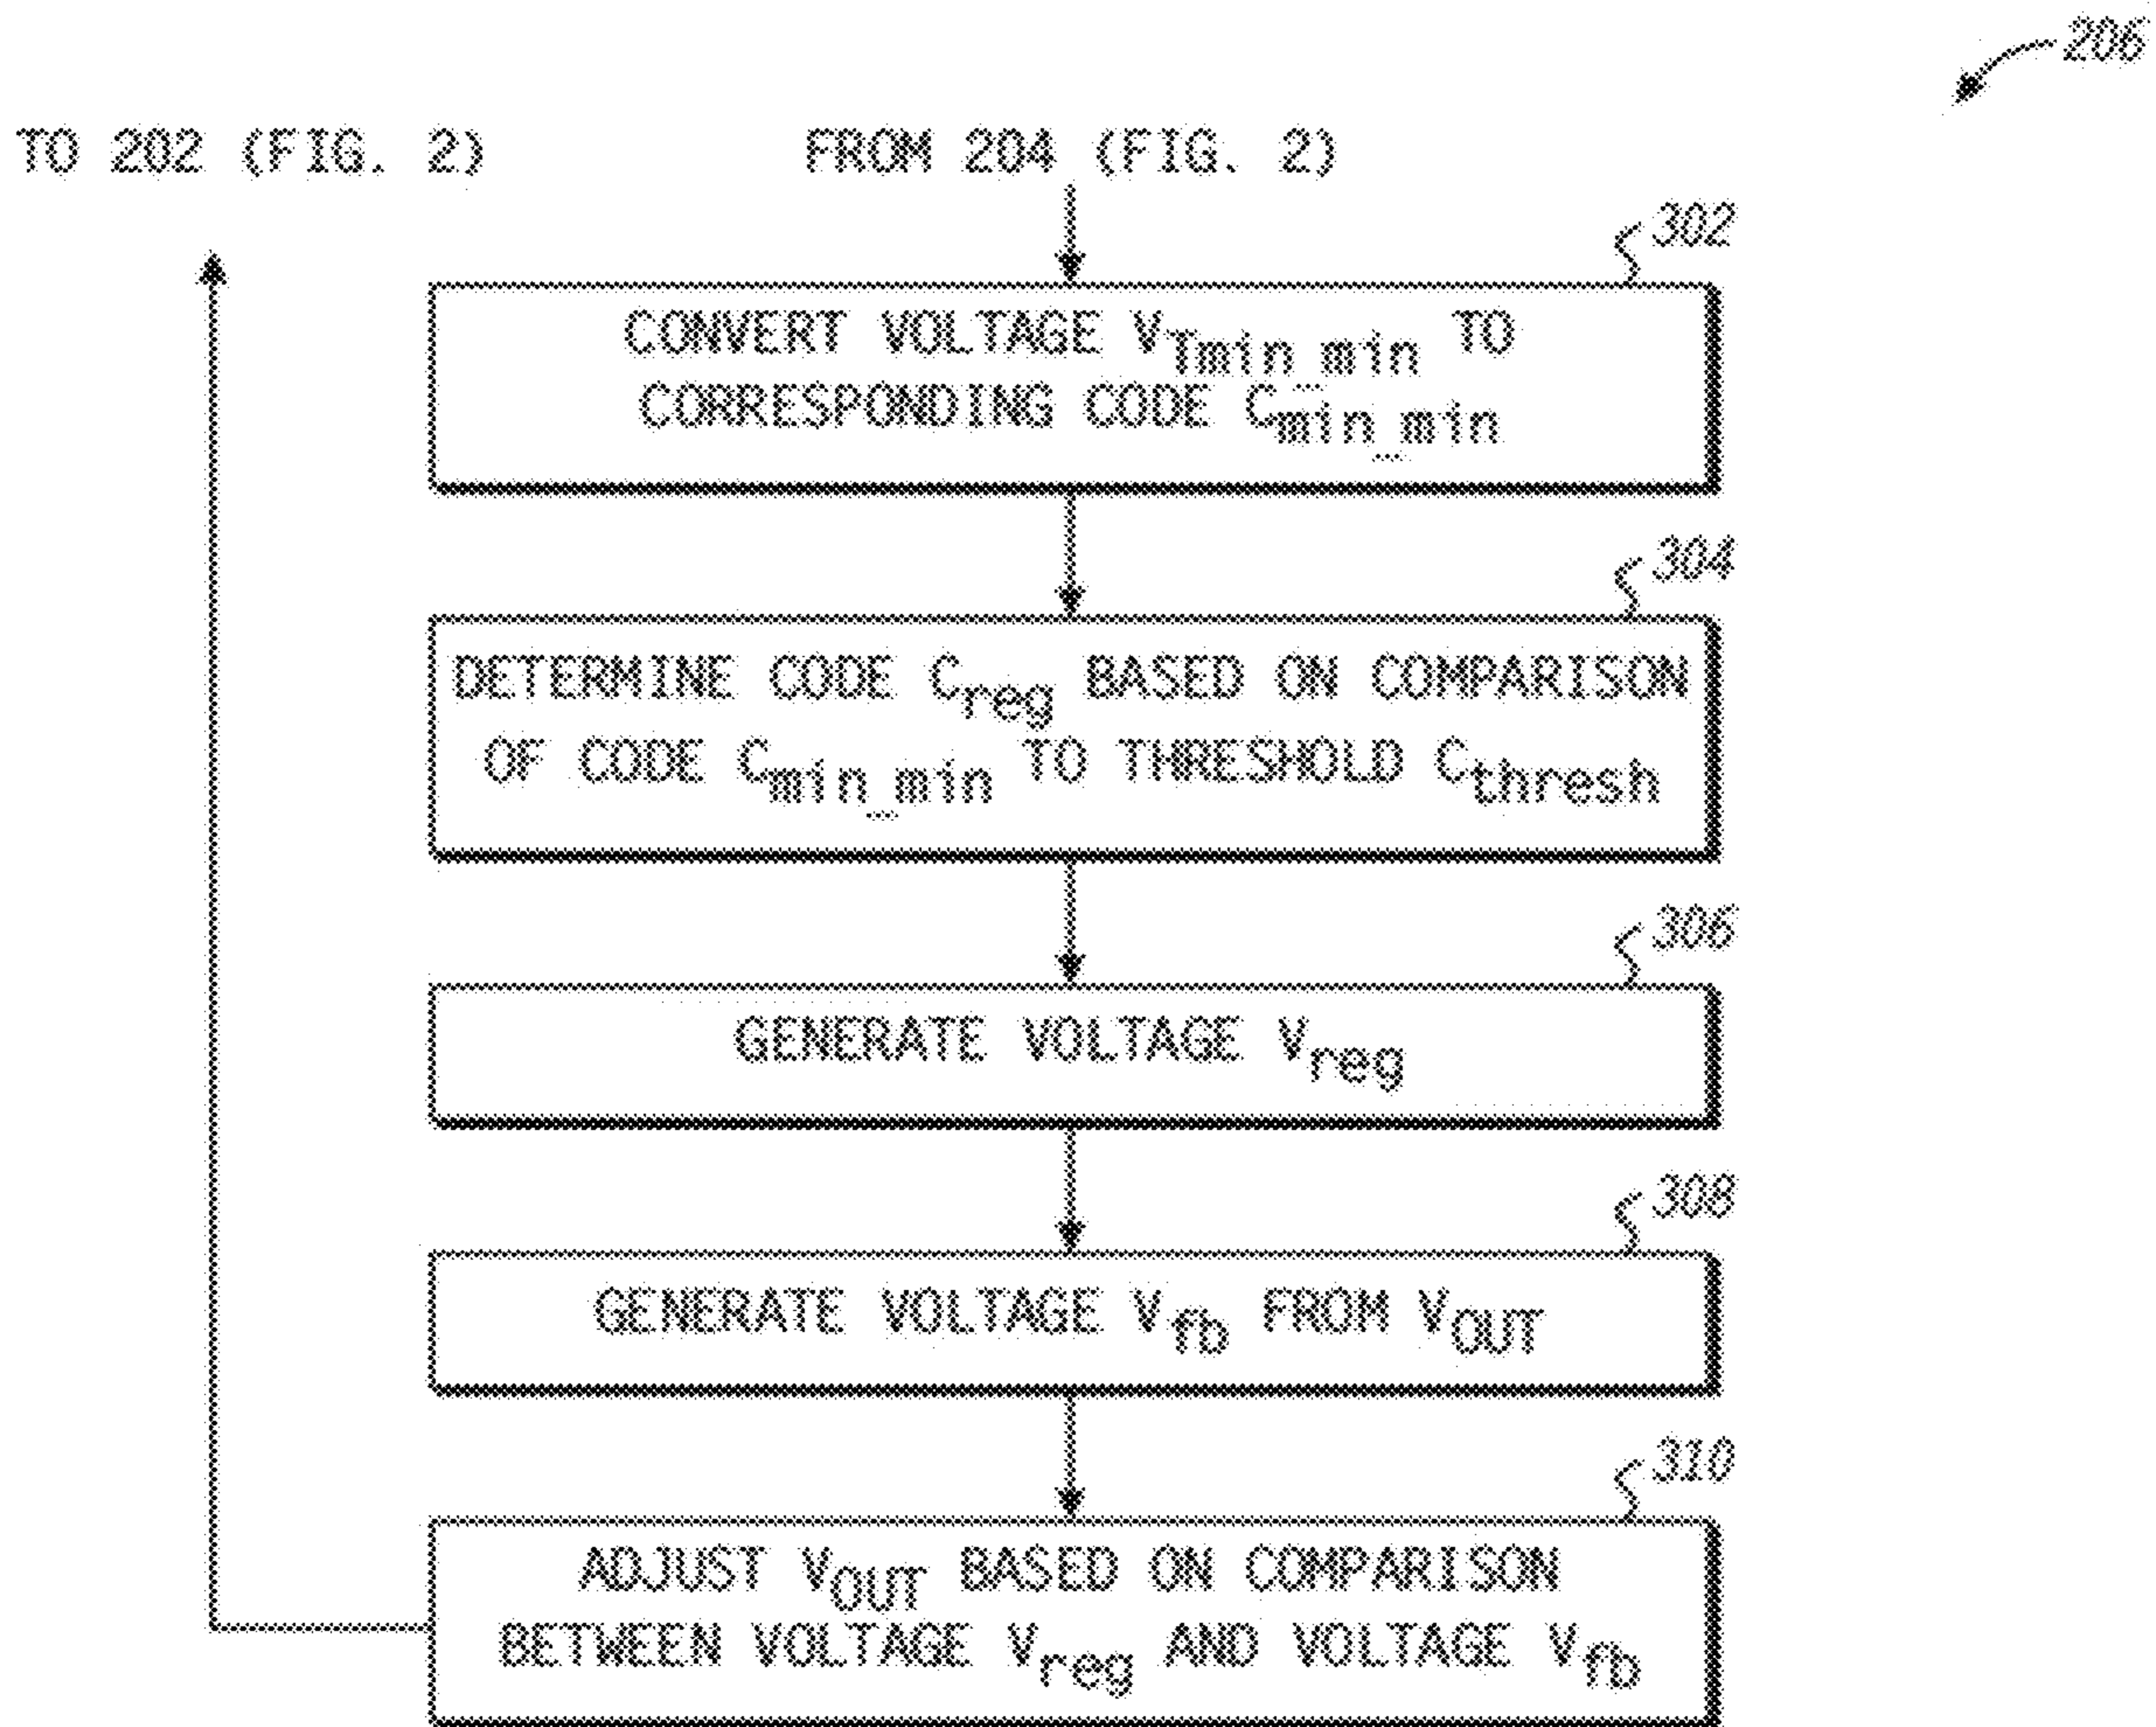 206
TO 202 (FIG. 2)
FROM 204 (FIG. 2)
302
CONVERT VOLTAGE VTmin_min TO
CORRESPONDING CODE Cmin_min
304
DETERMINE CODE Creg BASED ON COMPARISON
OF CODE Cmin_min TO THRESHOLD Cthresh
306
GENERATE VOLTAGE Vreg
308
GENERATE VOLTAGE Vfb FROM VOUT
310
ADJUST VOUT BASED ON COMPARISON
BETWEEN VOLTAGE Vreg AND VOLTAGE Vfb